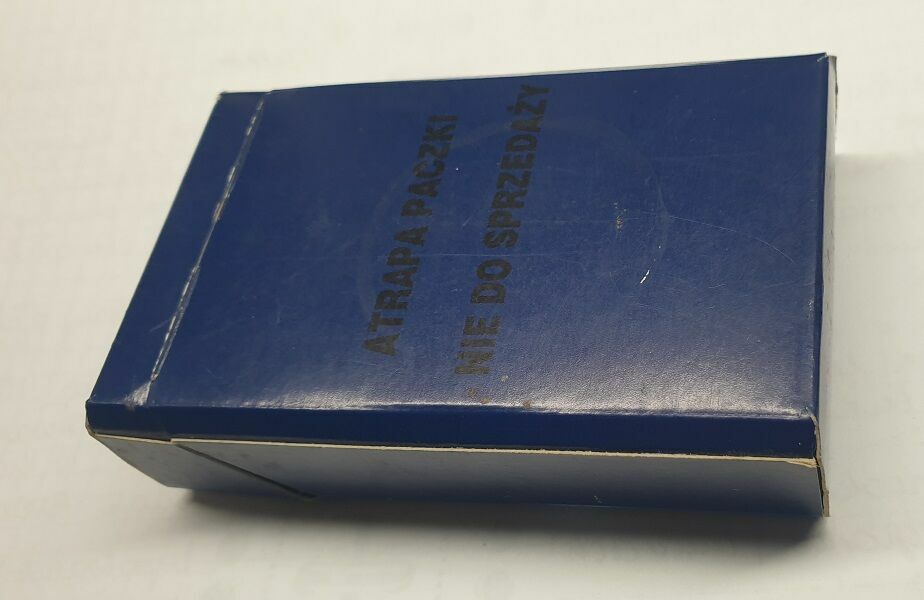 ATRAPA PACZKI
- NIE DO SPRZEDAŻY